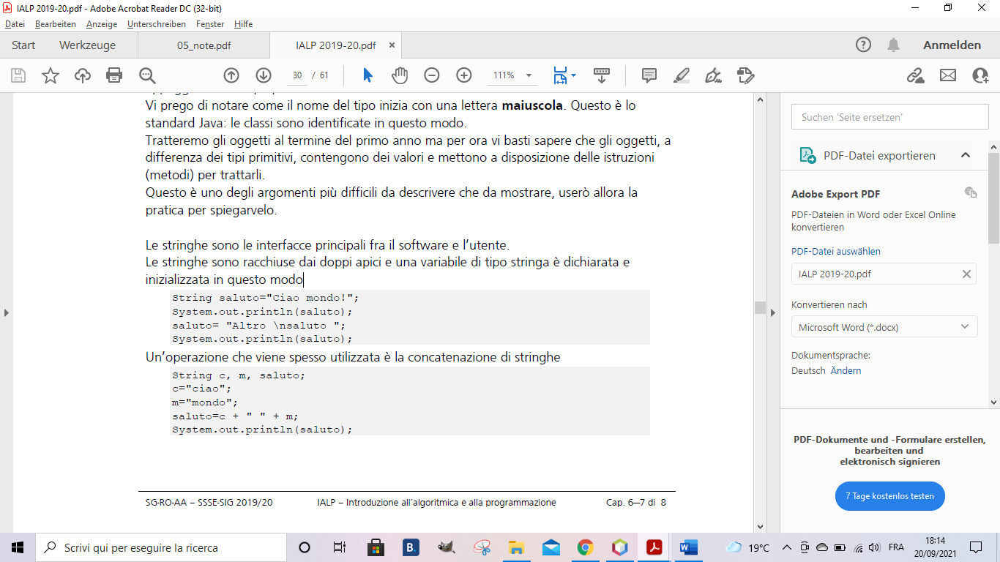 IALP 2019-20.pdf - Adobe Acrobat Reader DC (32-bit)
Datei Bearbeiten Anzeige Unterschreiben Fenster Hilfe
Start Werkzeuge 05_note.pdf IALP 2019-20.pdf × Anmelden
30 / 61 111%
Vi prego di notare come il nome del tipo inizia con una lettera maiuscola. Questo è lo
standard Java: le classi sono identificate in questo modo.
Tratteremo gli oggetti al termine del primo anno ma per ora vi basti sapere che gli oggetti, a
differenza dei tipi primitivi, contengono dei valori e mettono a disposizione delle istruzioni
(metodi) per trattarli.
Questo è uno degli argomenti più difficili da descrivere che da mostrare, userò allora la
pratica per spiegarvelo.
Le stringhe sono le interfacce principali fra il software e l'utente.
Le stringhe sono racchiuse dai doppi apici e una variabile di tipo stringa è dichiarata e
inizializzata in questo modo
String saluto="Ciao mondo!";
System.out.println(saluto);
saluto= "Altro \nsaluto ";
System.out.println(saluto);
Un'operazione che viene spesso utilizzata è la concatenazione di stringhe
String c, m, saluto;
c="ciao";
m="mondo";
saluto=c + " " + m;
System.out.println(saluto);
SG-RO-AA – SSSE-SIG 2019/20 IALP – Introduzione all'algoritmica e alla programmazione Cap. 6—7 di 8
Suchen 'Seite ersetzen'
PDF-Datei exportieren
Adobe Export PDF
PDF-Dateien in Word oder Excel Online
konvertieren
PDF-Datei auswählen
IALP 2019-20.pdf
Konvertieren nach
Microsoft Word (*.docx)
Dokumentsprache:
Deutsch Ändern
PDF-Dokumente und -Formulare erstellen,
bearbeiten und
elektronisch signieren
7 Tage kostenlos testen
Scrivi qui per eseguire la ricerca
B.
W
19°C
FRA
18:14
20/09/2021